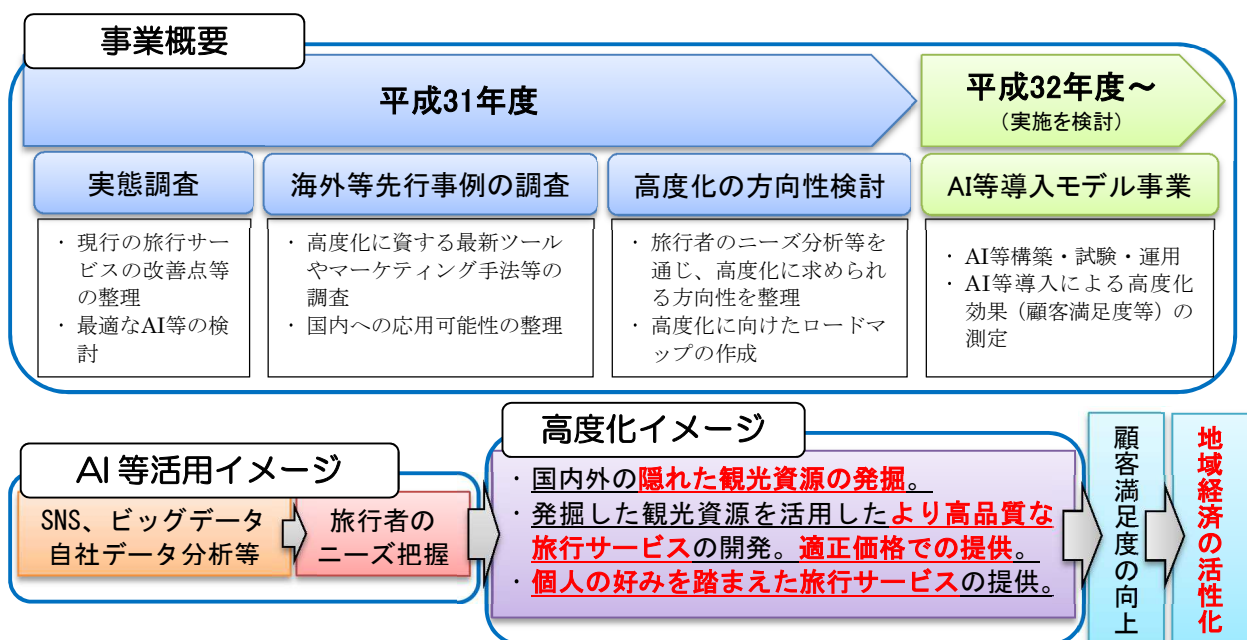 事業概要
平成31年度
平成32年度～
（実施を検討）
実態調査
・ 現行の旅行サー
ビスの改善点等
の整理
・ 最適なAI等の検
討
海外等先行事例の調査
・ 高度化に資する最新ツール
やマーケティング手法等の
調査
・ 国内への応用可能性の整理
高度化の方向性検討
・ 旅行者のニーズ分析等を
通じ、高度化に求められ
る方向性を整理
・ 高度化に向けたロードマ
ップの作成
AI等導入モデル事業
・ AI等構築・試験・運用
・ AI等導入による高度化
効果（顧客満足度等）の
測定
AI等活用イメージ
SNS、ビッグデータ
自社データ分析等
旅行者の
ニーズ把握
高度化イメージ
・国内外の隠れた観光資源の発掘。
・発掘した観光資源を活用したより高品質な
旅行サービスの開発。適正価格での提供。
・個人の好みを踏まえた旅行サービスの提供。
顧客満足度の向上
地域経済の活性化